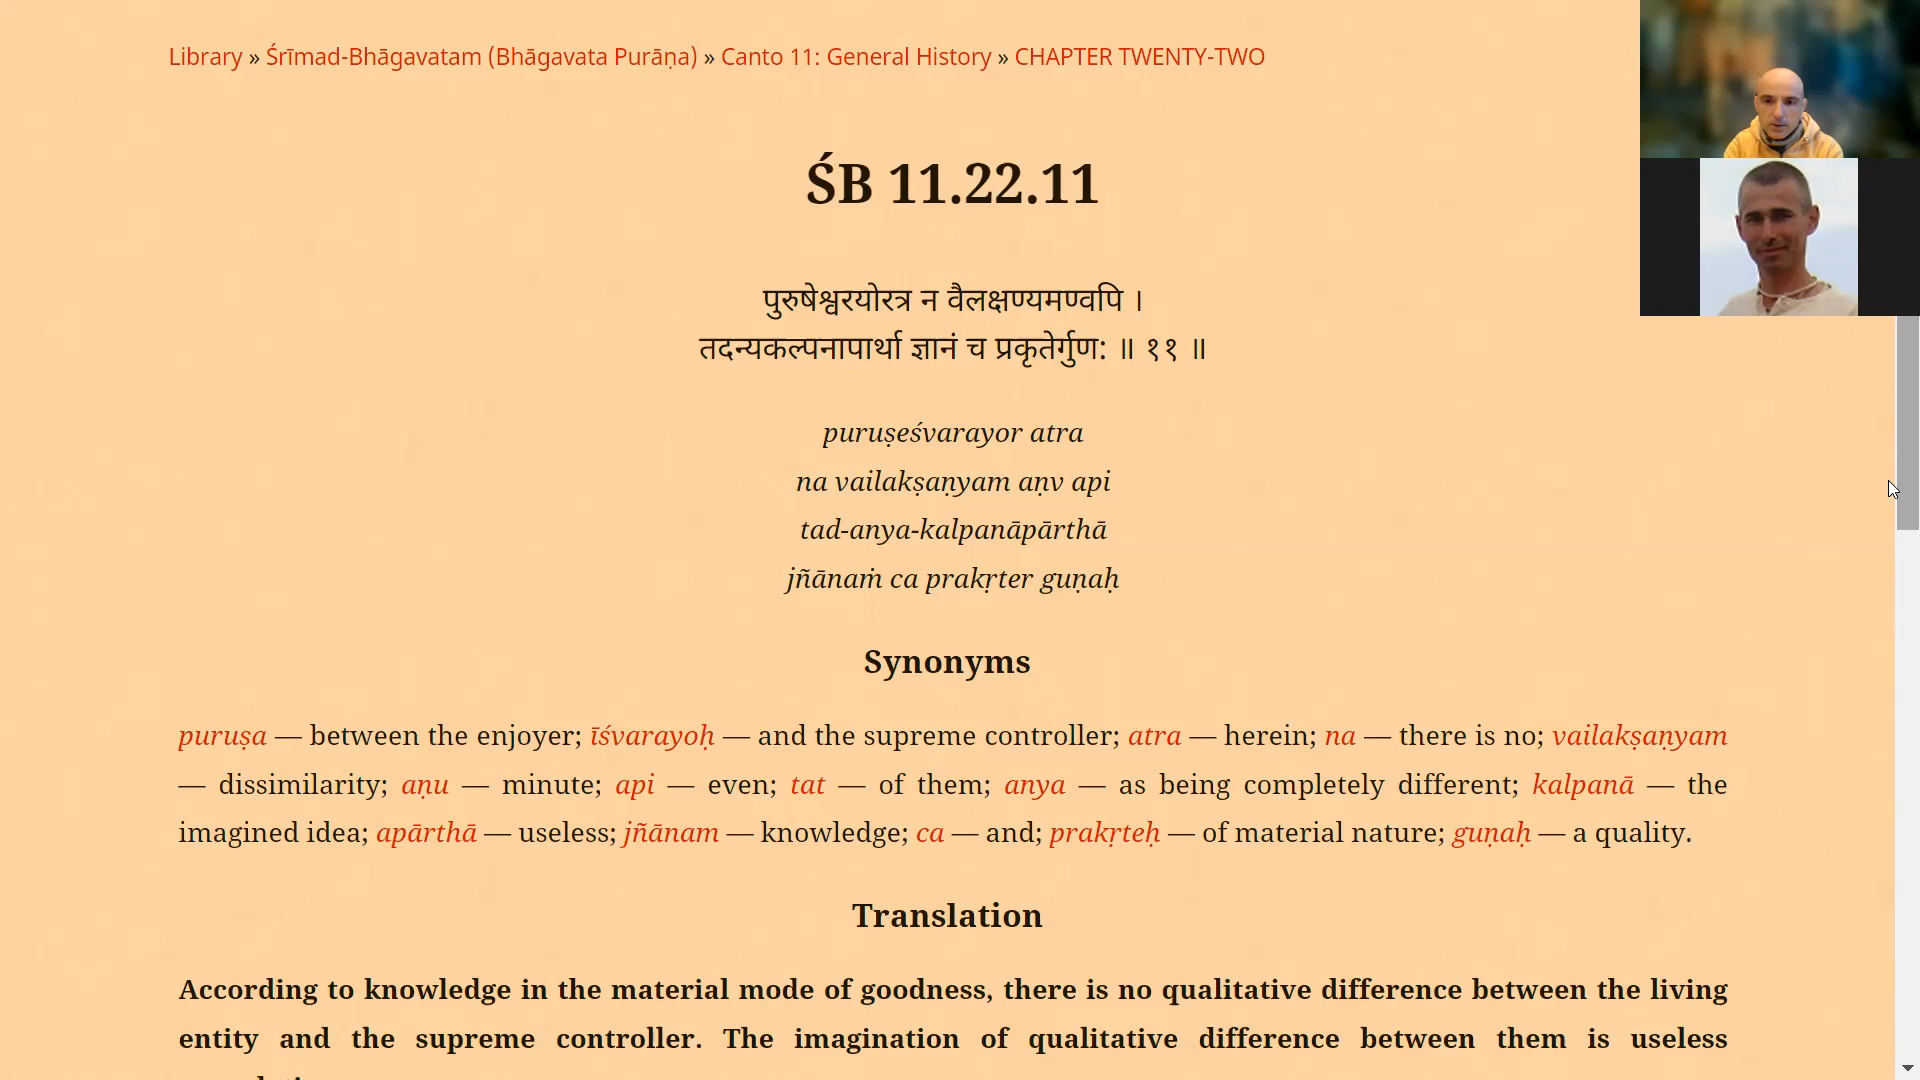 Library » Śrīmad-Bhāgavatam (Bhāgavata Purāṇa) » Canto 11: General History » CHAPTER TWENTY-TWO
ŚB 11.22.11
पुरुषेश्वरयोरत्र न वैलक्षण्यमण्वपि ।
तदन्यकल्पनापार्था ज्ञानं च प्रकृतेर्गुण: ॥ ११ ॥
puruṣeśvarayor atra
na vailakṣaṇyam aṇv api
tad-anya-kalpanāpārthā
jñānaṁ ca prakṛter guṇaḥ
Synonyms
puruṣa — between the enjoyer; īśvarayoḥ — and the supreme controller; atra — herein; na — there is no; vailakṣaṇyam
— dissimilarity; aṇu — minute; api — even; tat — of them; anya — as being completely different; kalpanā — the
imagined idea; apārthā — useless; jñānam — knowledge; ca — and; prakṛteḥ — of material nature; guṇaḥ — a quality.
Translation
According to knowledge in the material mode of goodness, there is no qualitative difference between the living
entity and the supreme controller. The imagination of qualitative difference between them is useless